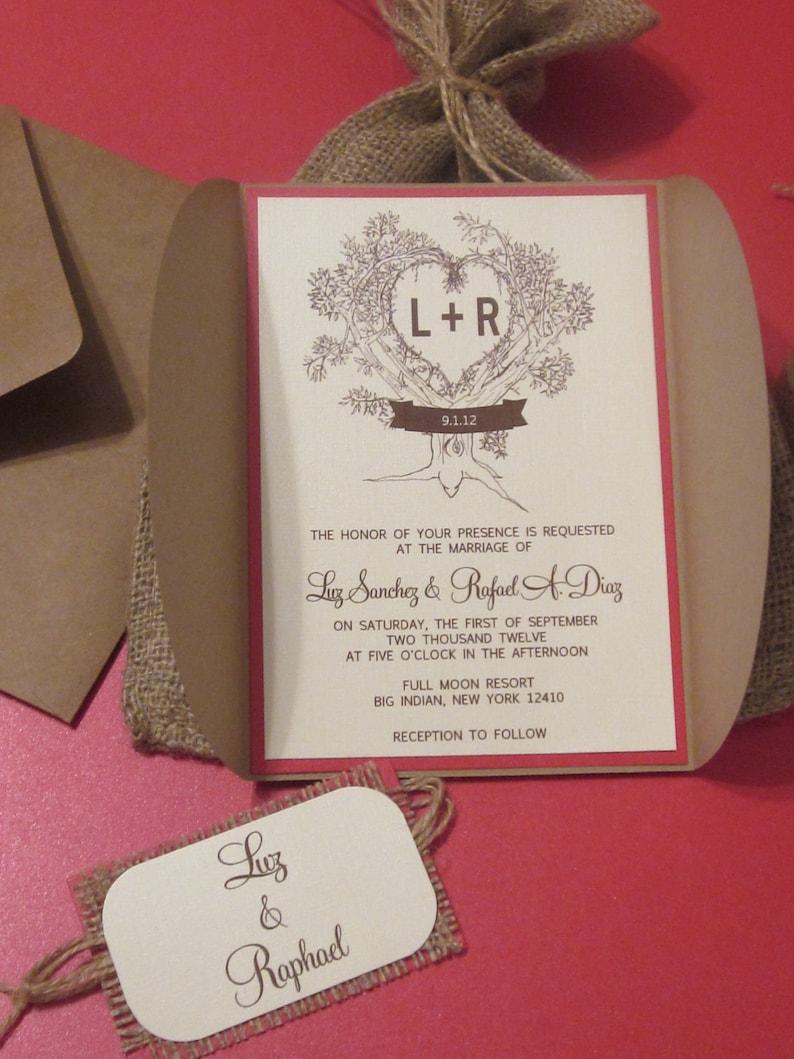 L + R
9.1.12
THE HONOR OF YOUR PRESENCE IS REQUESTED
AT THE MARRIAGE OF
Luz Sanchez & Rafael A. Diaz
ON SATURDAY, THE FIRST OF SEPTEMBER
TWO THOUSAND TWELVE
AT FIVE O'CLOCK IN THE AFTERNOON
FULL MOON RESORT
BIG INDIAN, NEW YORK 12410
RECEPTION TO FOLLOW
Luz
&
Raphael